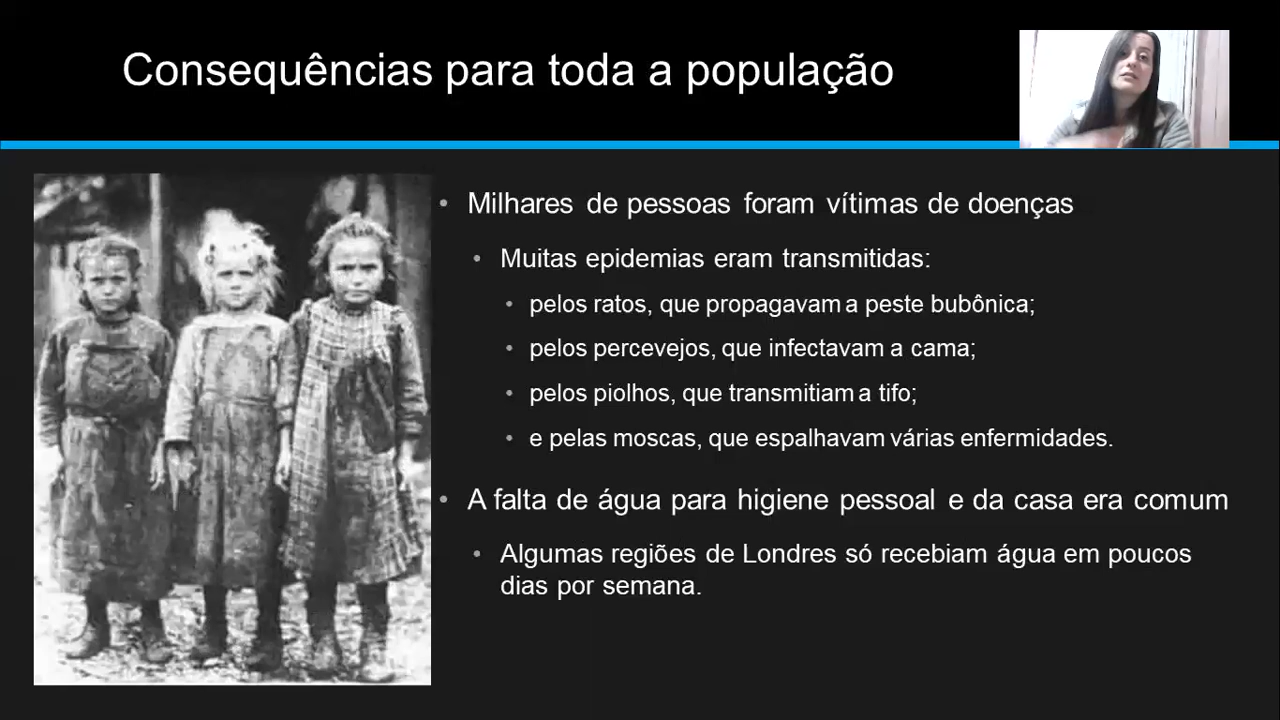 Consequências para toda a população
• Milhares de pessoas foram vítimas de doenças
• Muitas epidemias eram transmitidas:
• pelos ratos, que propagavam a peste bubônica;
• pelos percevejos, que infectavam a cama;
• pelos piolhos, que transmitiam a tifo;
• e pelas moscas, que espalhavam várias enfermidades.
• A falta de água para higiene pessoal e da casa era comum
• Algumas regiões de Londres só recebiam água em poucos
dias por semana.